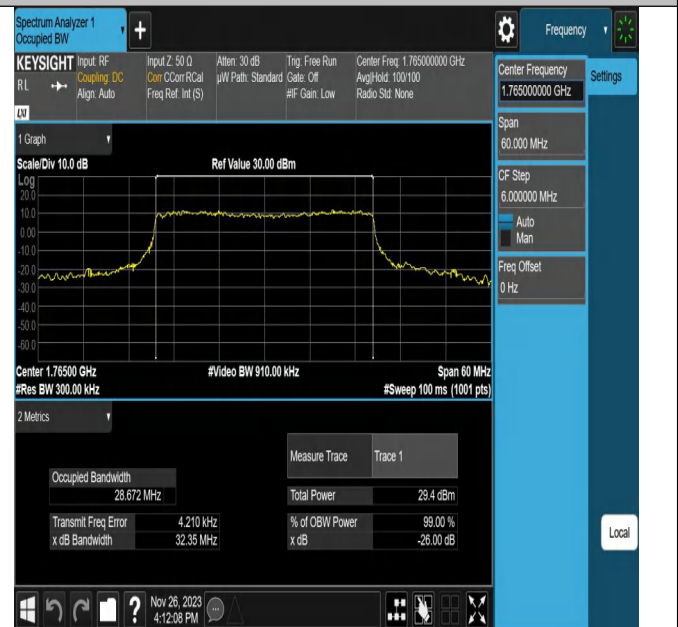 Spectrum Analyzer 1
Occupied BW
Frequency
KEYSIGHT Input: RF Input Z: 50 Ω Atten: 30 dB Trig: Free Run Center Freq: 1.765000000 GHz
RL Coupling: DC Corr CCorr RCal µW Path: Standard Gate: Off Avg|Hold: 100/100
Align: Auto Freq Ref: Int (S) #IF Gain: Low Radio Std: None
LXI
Center Frequency
1.765000000 GHz
Settings
Span
60.000 MHz
CF Step
6.000000 MHz
Auto
Man
Freq Offset
0 Hz
1 Graph
Scale/Div 10.0 dB Ref Value 30.00 dBm
Log
20.0
10.0
0.00
-10.0
-20.0
-30.0
-40.0
-50.0
-60.0
Center 1.76500 GHz #Video BW 910.00 kHz Span 60 MHz
#Res BW 300.00 kHz #Sweep 100 ms (1001 pts)
2 Metrics
Measure Trace Trace 1
Occupied Bandwidth
28.672 MHz
Total Power 29.4 dBm
Transmit Freq Error 4.210 kHz % of OBW Power 99.00 %
x dB Bandwidth 32.35 MHz x dB -26.00 dB
Local
Nov 26, 2023
4:12:08 PM